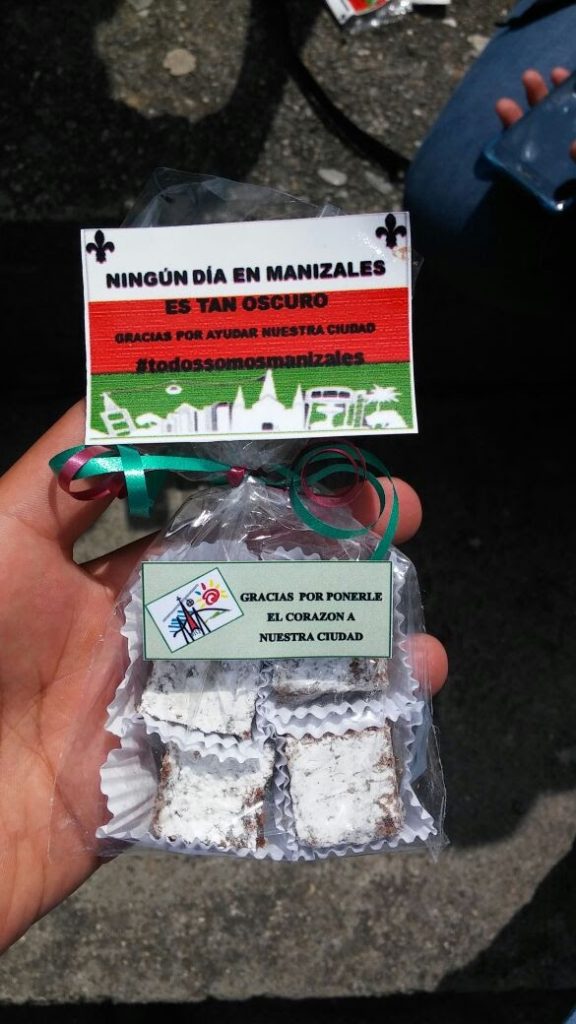 NINGÚN DÍA EN MANIZALES
ES TAN OSCURO
GRACIAS POR AYUDAR NUESTRA CIUDAD
#todossomosmanizales
GRACIAS POR PONERLE
EL CORAZON A
NUESTRA CIUDAD